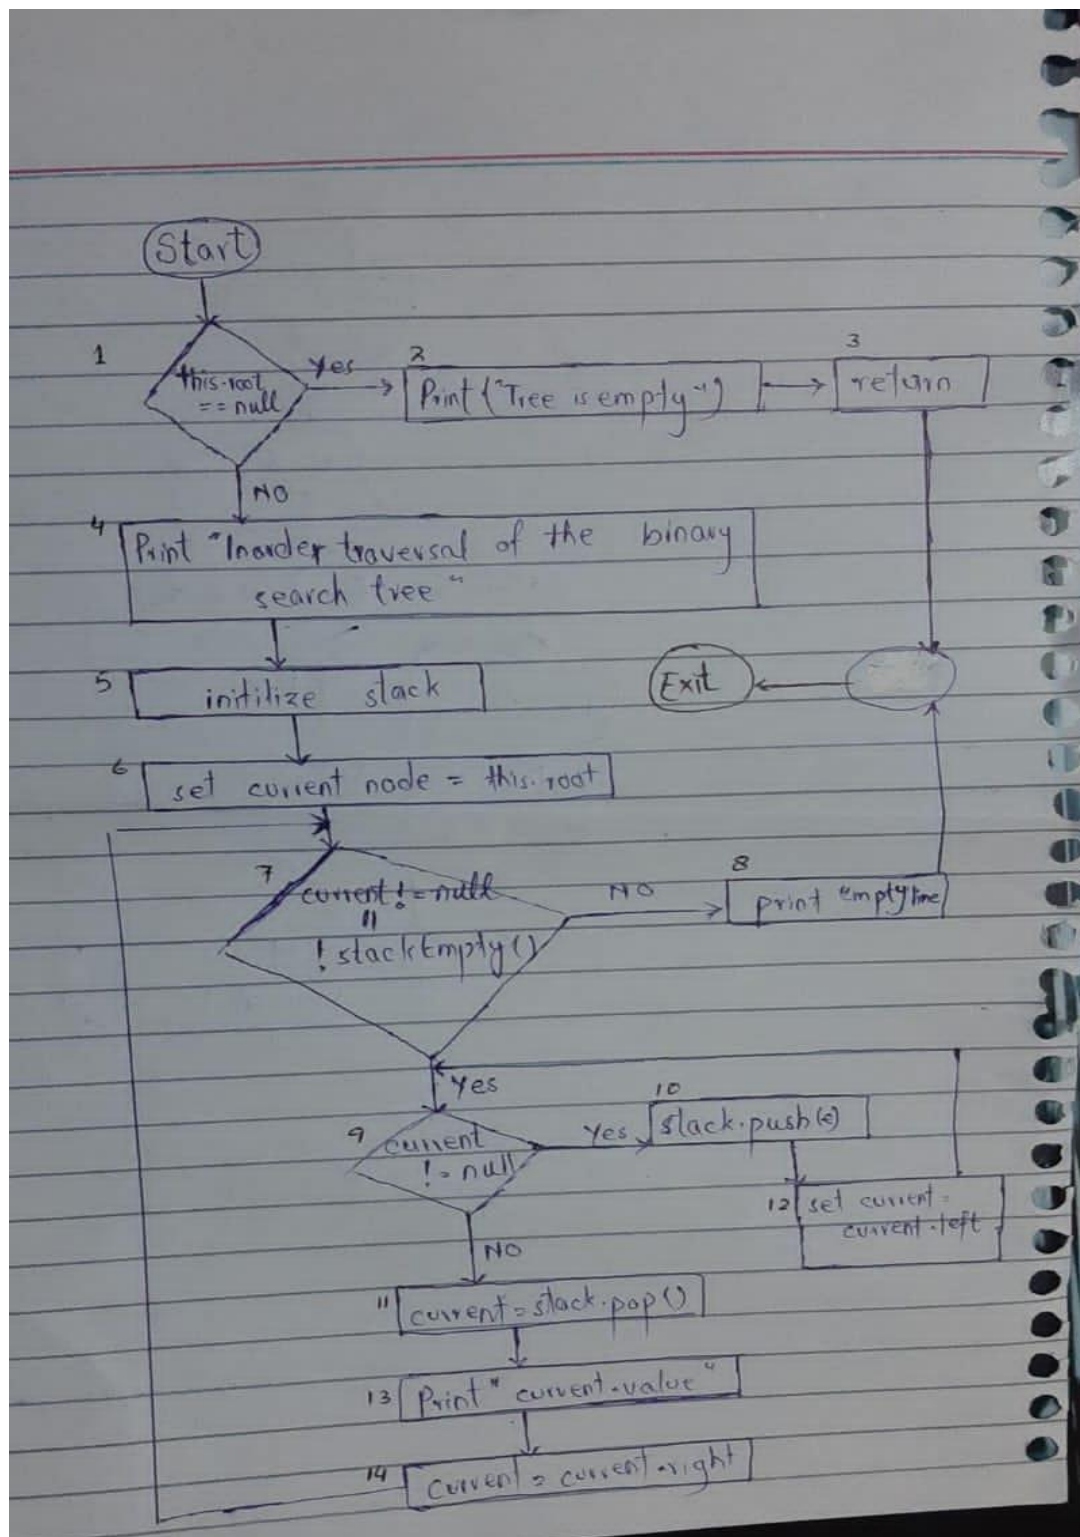 Start
1
this.root
== null
Yes
2
Print ("Tree is empty")
3
return
NO
4
Print "Inorder traversal of the binary
search tree"
5
initilize stack
Exit
6
set current node = this.root
7
current != null
||
! stackEmpty()
NO
8
print empty line
Yes
9
current
!= null
Yes
10
stack.push(c)
12
set current =
current.left
NO
11
current = stack.pop()
13
Print " current.value "
14
current = current.right